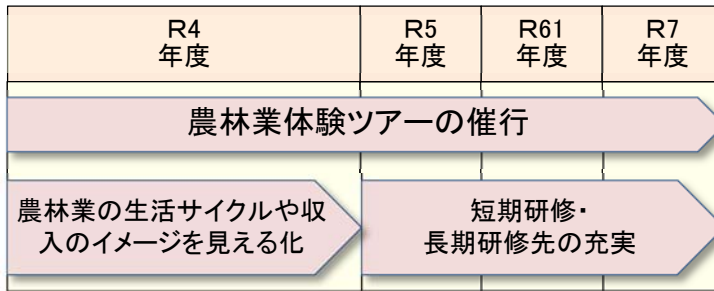 R4
年度
R5
年度
R61
年度
R7
年度
農林業体験ツアーの催行
農林業の生活サイクルや収
入のイメージを見える化
短期研修・
長期研修先の充実